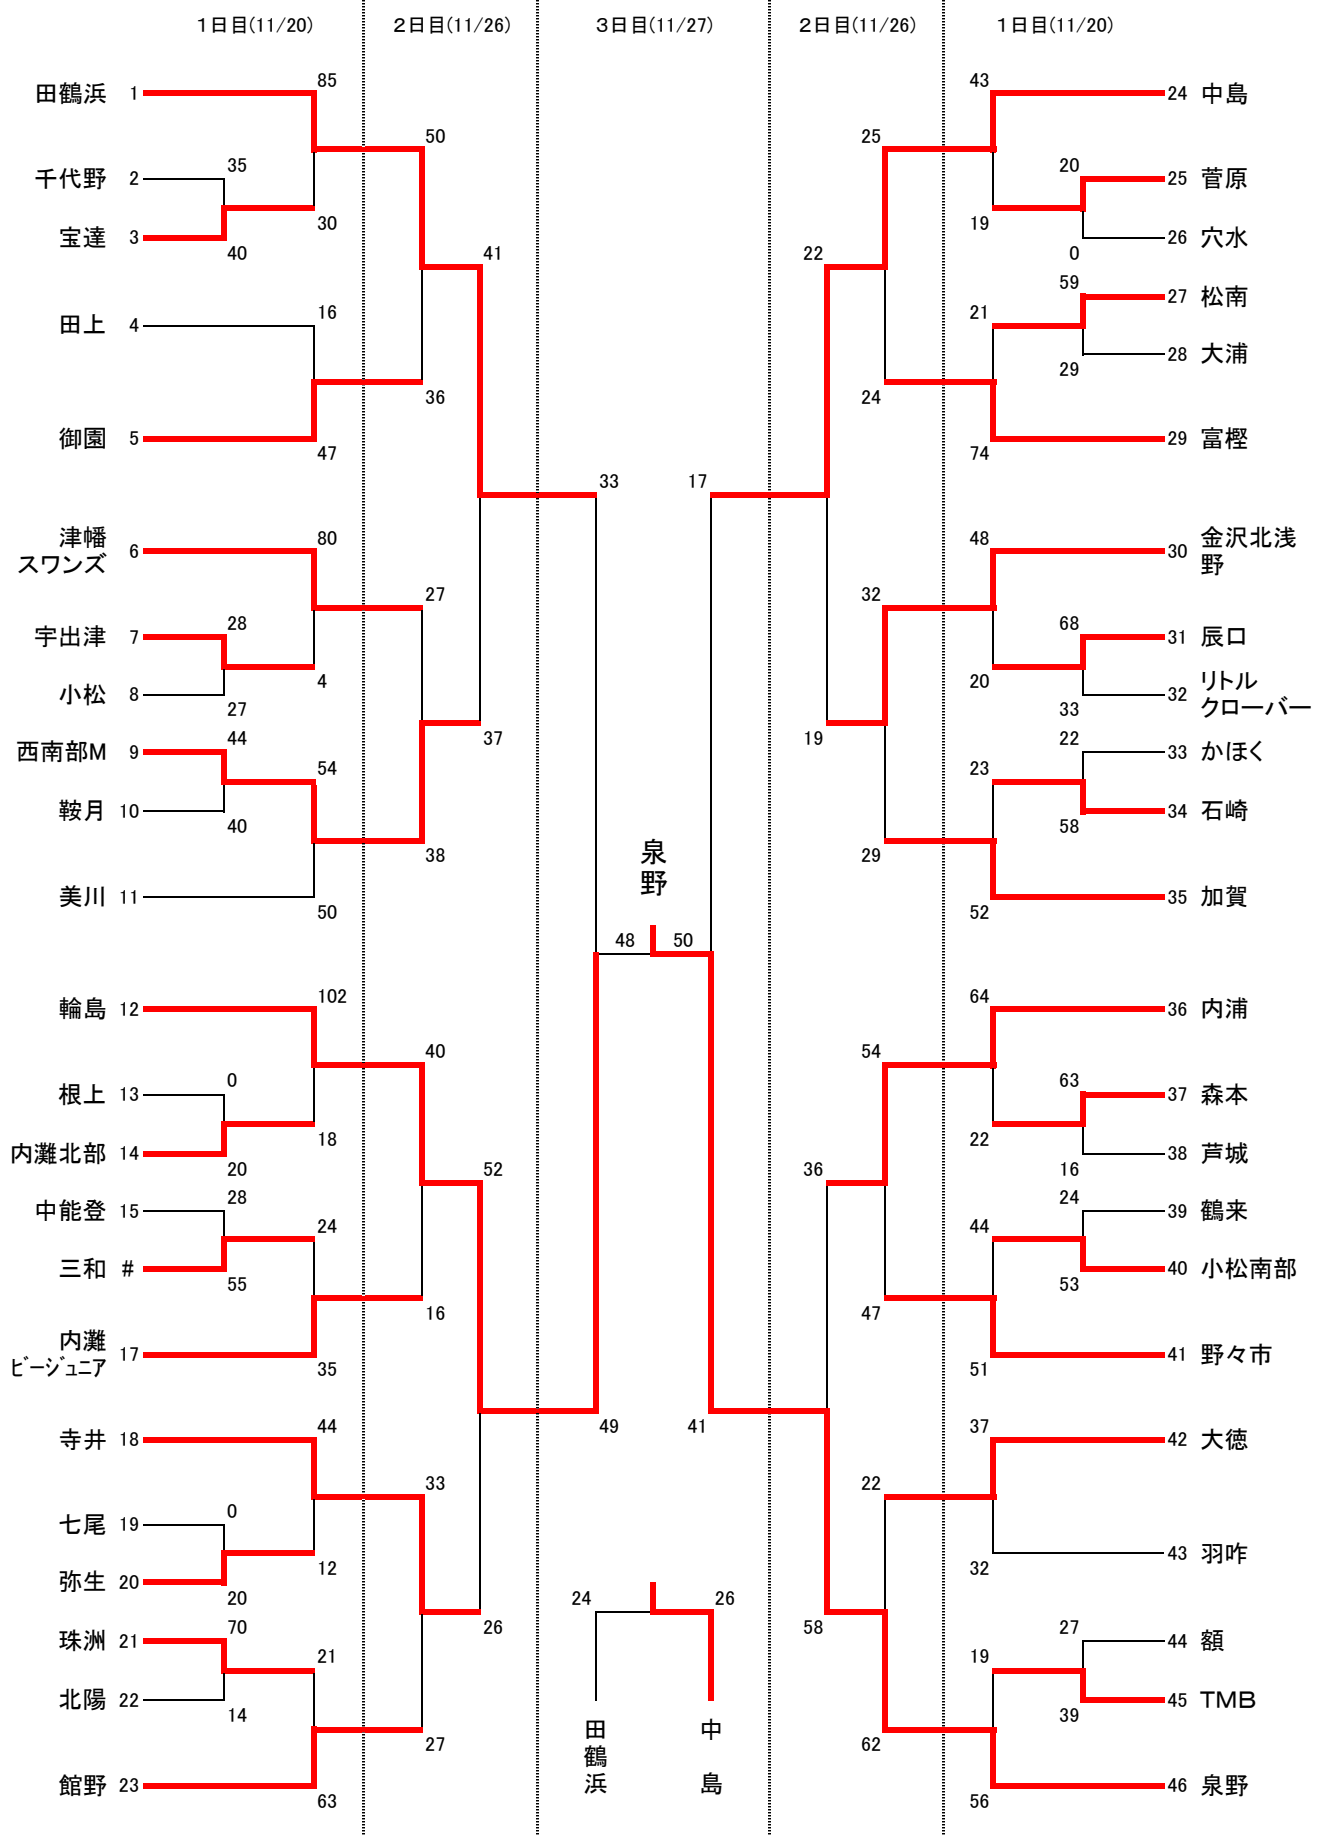 1日目(11/20) 2日目(11/26) 3日目(11/27) 2日目(11/26) 1日目(11/20)
田鶴浜 1 85
50
千代野 2 35
宝達 3 40
30
41
田上 4 16
36
御園 5 47
33
津幡
スワンズ 6 80
27
宇出津 7 28
小松 8 27
4
37
西南部M 9 44
54
鞍月 10 40
38
美川 11 50
輪島 12 102
40
根上 13 0
内灘北部 14 20
18
52
中能登 15 28
24
三和 # 55
16
内灘
ビージュニア 17 35
49
寺井 18 44
33
七尾 19 0
弥生 20 20
12
26
珠洲 21 70
21
北陽 22 14
27
館野 23 63
泉野
48 50
24 26
田鶴浜
中島
43 24 中島
25
20 25 菅原
19
0 26 穴水
22
59 27 松南
21
29 28 大浦
24
74 29 富樫
17
48 30 金沢北浅
野
32
68 31 辰口
20
33 32 リトル
クローバー
19
22 33 かほく
23
58 34 石崎
29
52 35 加賀
64 36 内浦
54
63 37 森本
22
16 38 芦城
36
24 39 鶴来
44
53 40 小松南部
47
51 41 野々市
41
37 42 大徳
22
32 43 羽咋
58
27 44 額
19
39 45 TMB
62
56 46 泉野